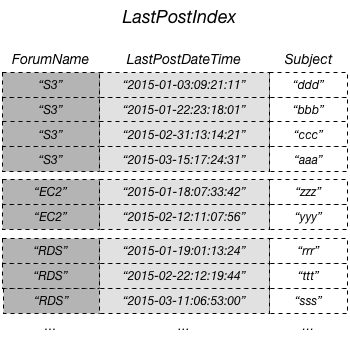 LastPostIndex
ForumName LastPostDateTime Subject
“S3” “2015-01-03:09:21:11” “ddd”
“S3” “2015-01-22:23:18:01” “bbb”
“S3” “2015-02-31:13:14:21” “ccc”
“S3” “2015-03-15:17:24:31” “aaa”
“EC2” “2015-01-18:07:33:42” “zzz”
“EC2” “2015-02-12:11:07:56” “yyy”
“RDS” “2015-01-19:01:13:24” “rrr”
“RDS” “2015-02-22:12:19:44” “ttt”
“RDS” “2015-03-11:06:53:00” “sss”
... ... ...